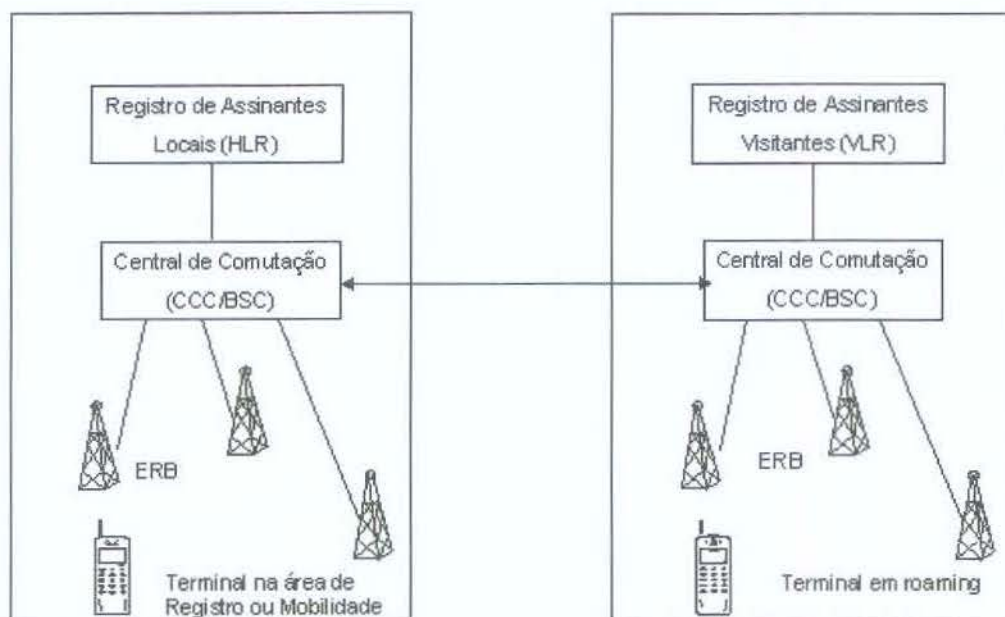 Registro de Assinantes
Locais (HLR)
Central de Comutação
(CCC/BSC)
ERB
Terminal na área de
Registro ou Mobilidade
Registro de Assinantes
Visitantes (VLR)
Central de Comutação
(CCC/BSC)
ERB
Terminal em roaming